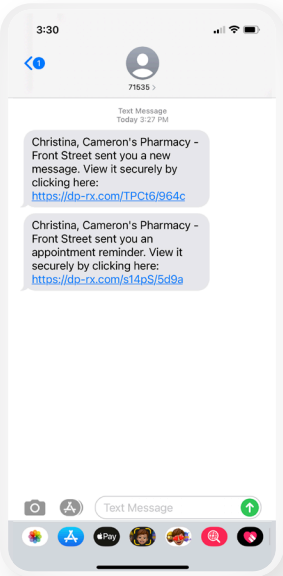 3:30
1
71535 >
Text Message
Today 3:27 PM
Christina, Cameron's Pharmacy -
Front Street sent you a new
message. View it securely by
clicking here:
https://dp-rx.com/TPCt6/964c
Christina, Cameron's Pharmacy -
Front Street sent you an
appointment reminder. View it
securely by clicking here:
https://dp-rx.com/s14pS/5d9a
Text Message
Pay